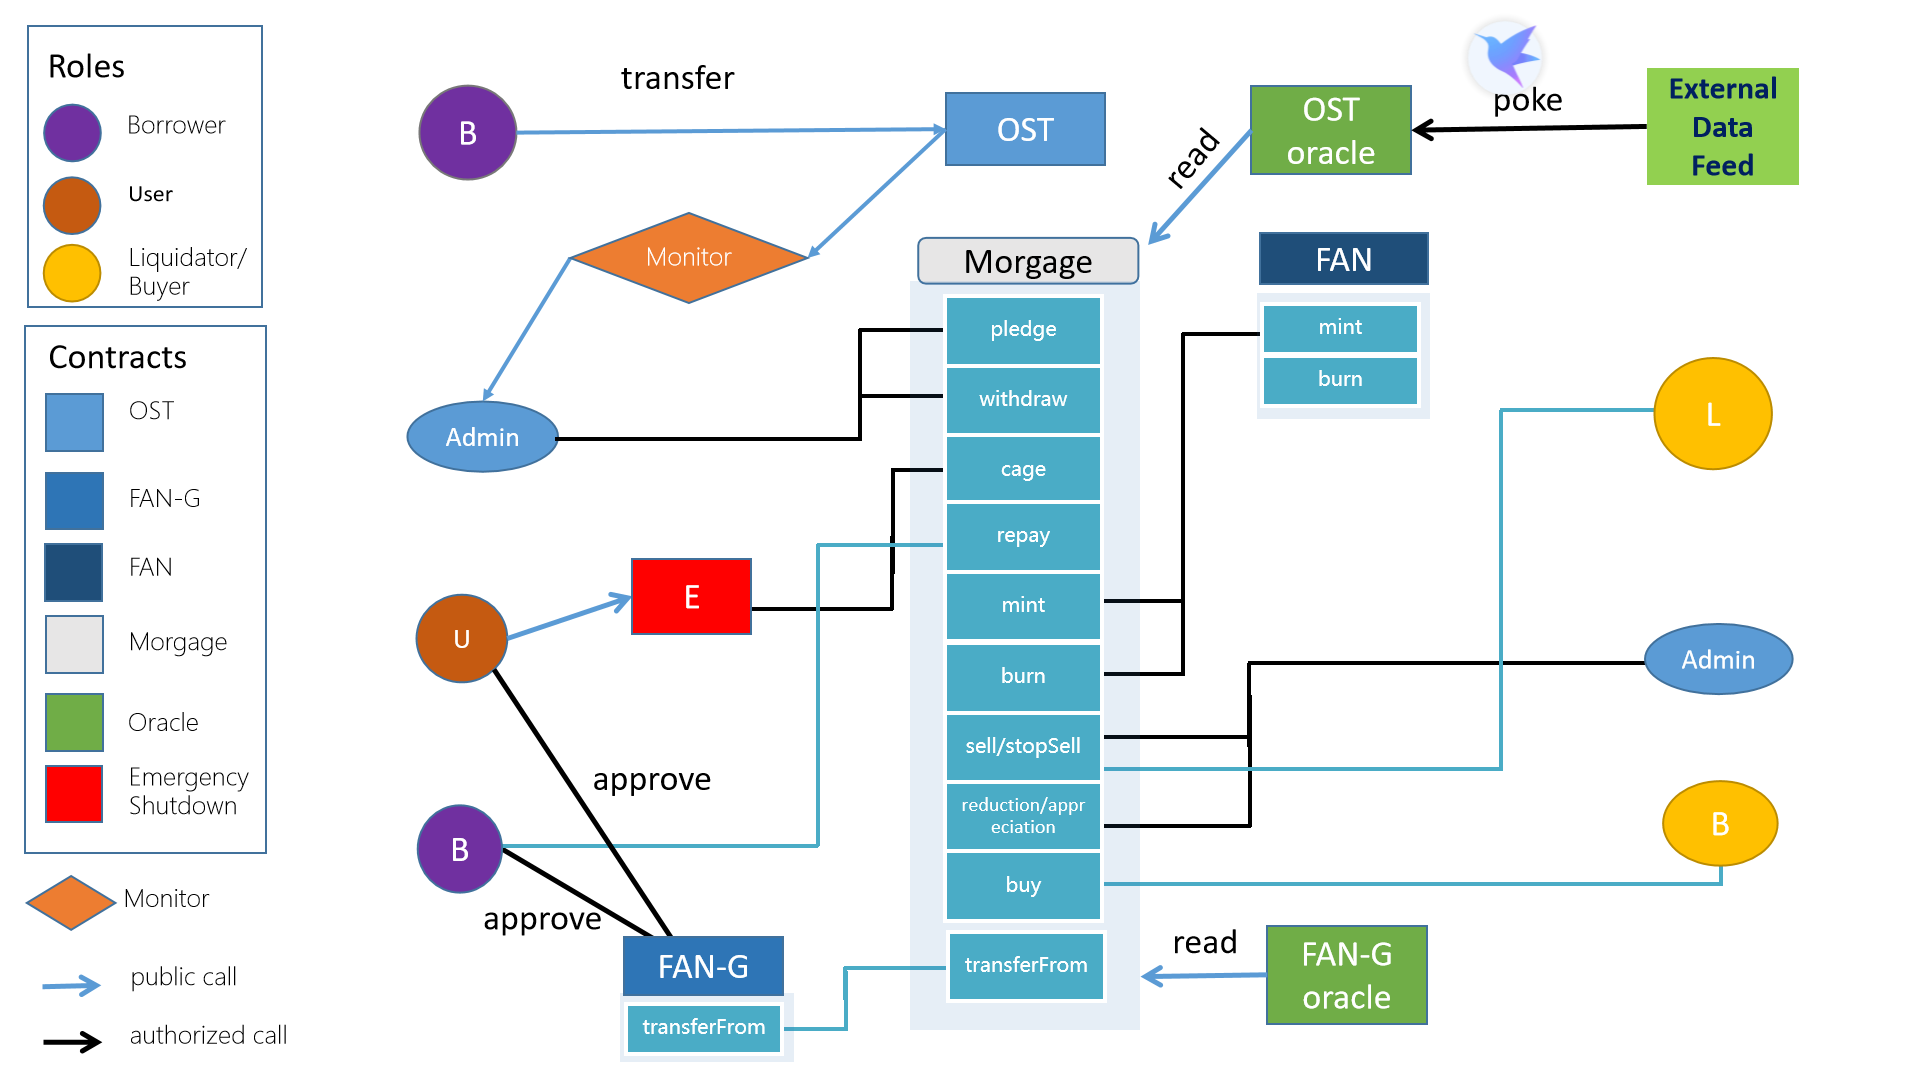 Roles
Borrower
User
Liquidator/
Buyer
Contracts
OST
FAN-G
FAN
Morgage
Oracle
Emergency
Shutdown
Monitor
public call
authorized call
B
transfer
OST
OST
oracle
poke
External
Data
Feed
read
Monitor
Morgage
FAN
pledge
withdraw
cage
repay
mint
burn
sell/stopSell
reduction/appr
eciation
buy
transferFrom
mint
burn
Admin
L
E
U
Admin
approve
B
approve
B
FAN-G
transferFrom
read
FAN-G
oracle